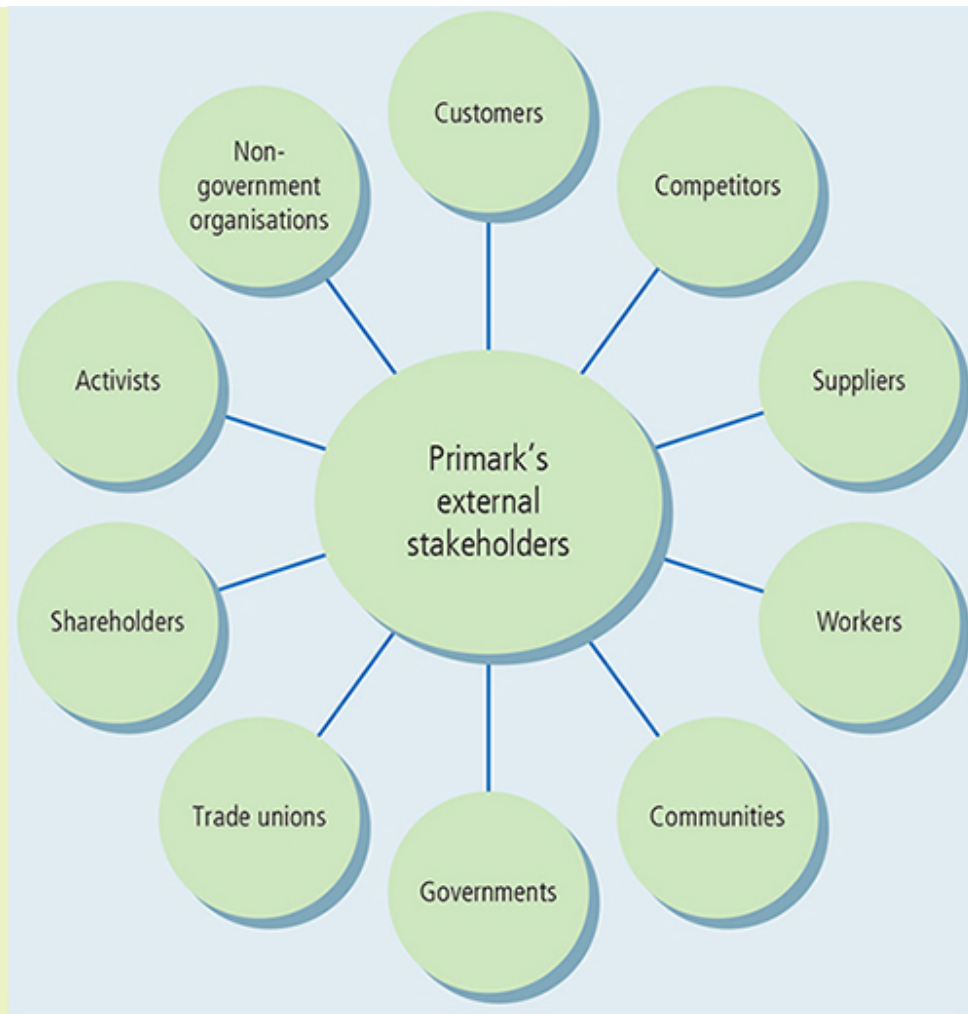 Customers
Competitors
Suppliers
Workers
Communities
Governments
Trade unions
Shareholders
Activists
Non-
government
organisations
Primark's
external
stakeholders